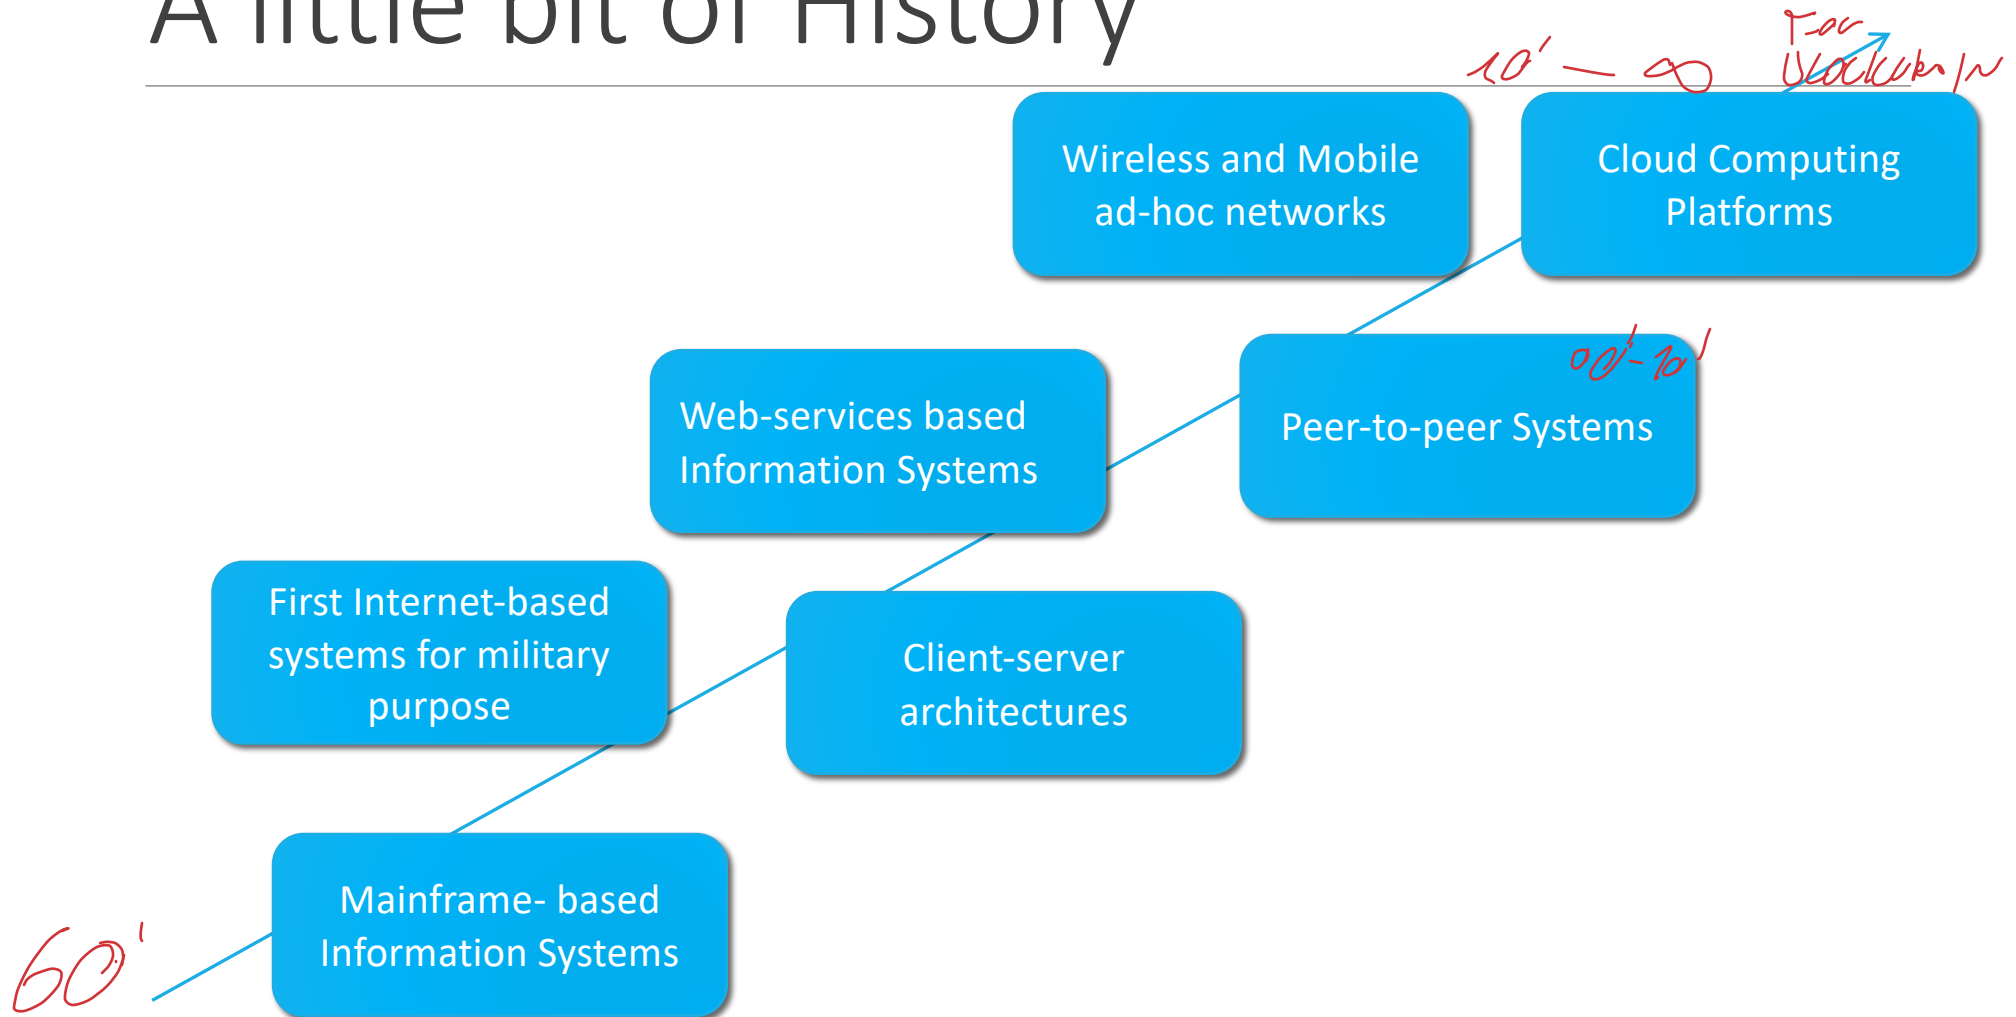 A little bit of History
10' – ∞
Wireless and Mobile
ad-hoc networks
Cloud Computing
Platforms
Web-services based
Information Systems
00'-10'
Peer-to-peer Systems
First Internet-based
systems for military
purpose
Client-server
architectures
Mainframe- based
Information Systems
60'